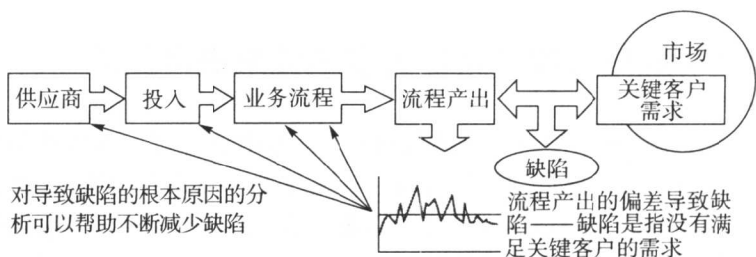 市场
供应商
投入
业务流程
流程产出
关键客户
需求
缺陷
对导致缺陷的根本原因的分
析可以帮助不断减少缺陷
流程产出的偏差导致缺
陷——缺陷是指没有满
足关键客户的需求